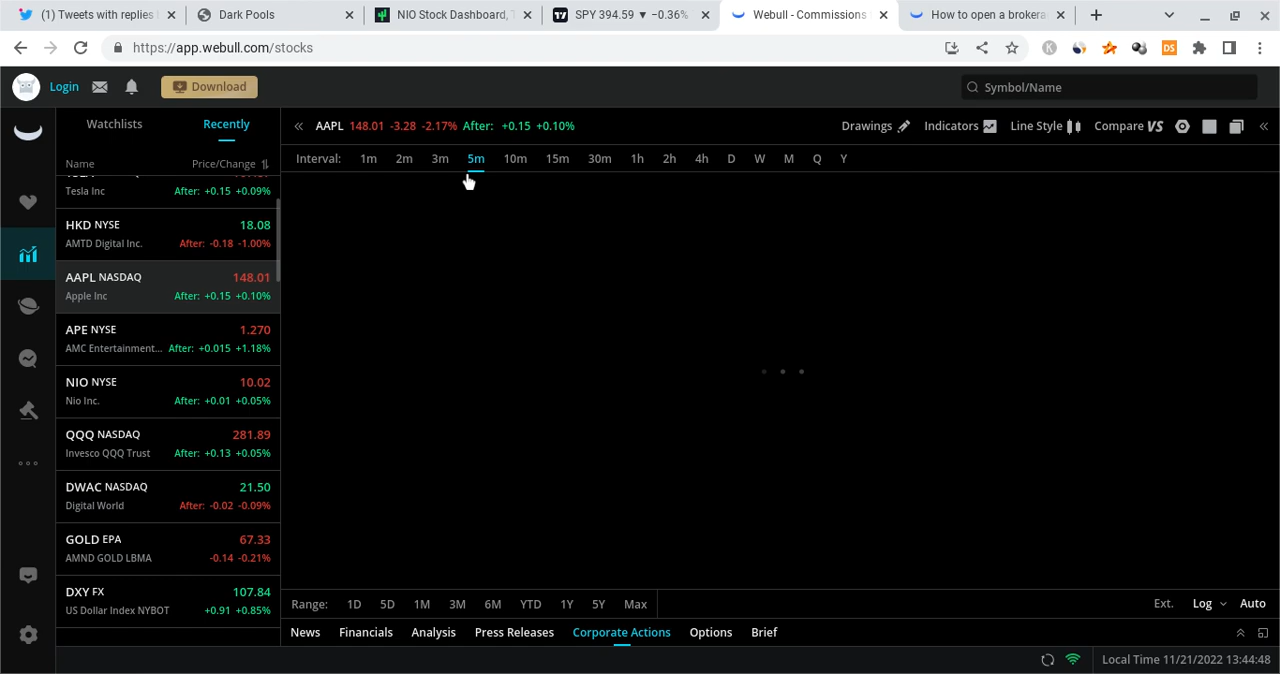 (1) Tweets with replies
Dark Pools
NIO Stock Dashboard,
SPY 394.59 ▼ −0.36%
Webull - Commissions
How to open a brokera
https://app.webull.com/stocks
Login
Download
Symbol/Name
Watchlists
Recently
AAPL 148.01 -3.28 -2.17% After: +0.15 +0.10%
Drawings
Indicators
Line Style
Compare VS
Name
Price/Change
Interval: 1m 2m 3m 5m 10m 15m 30m 1h 2h 4h D W M Q Y
Tesla Inc After: +0.15 +0.09%
HKD NYSE 18.08
AMTD Digital Inc. After: -0.18 -1.00%
AAPL NASDAQ 148.01
Apple Inc After: +0.15 +0.10%
APE NYSE 1.270
AMC Entertainment... After: +0.015 +1.18%
NIO NYSE 10.02
Nio Inc. After: +0.01 +0.05%
QQQ NASDAQ 281.89
Invesco QQQ Trust After: +0.13 +0.05%
DWAC NASDAQ 21.50
Digital World After: -0.02 -0.09%
GOLD EPA 67.33
AMND GOLD LBMA -0.14 -0.21%
DXY FX 107.84
US Dollar Index NYBOT +0.91 +0.85%
Range: 1D 5D 1M 3M 6M YTD 1Y 5Y Max
Ext. Log Auto
News Financials Analysis Press Releases Corporate Actions Options Brief
Local Time 11/21/2022 13:44:48